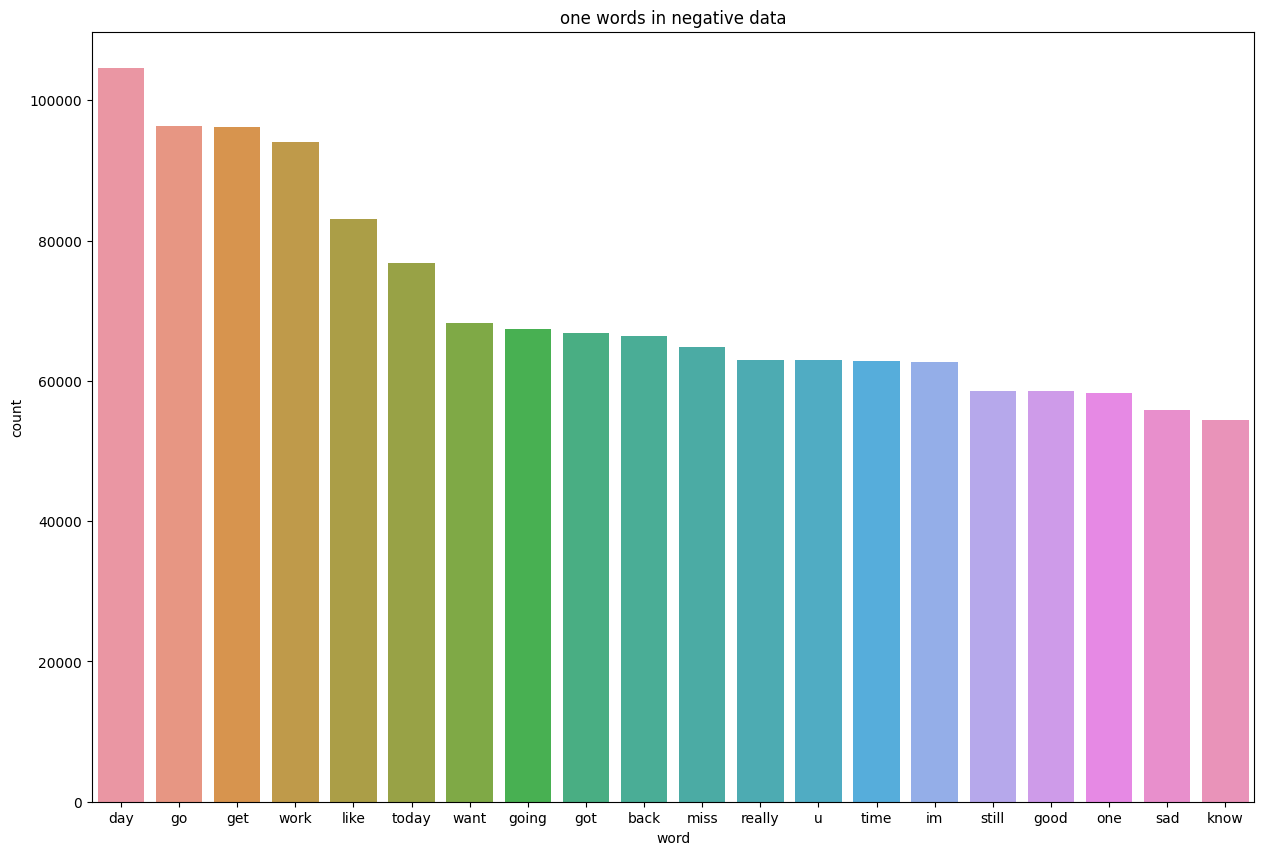 one words in negative data
count
100000
80000
60000
40000
20000
0
day go get work like today want going got back miss really u time im still good one sad know
word